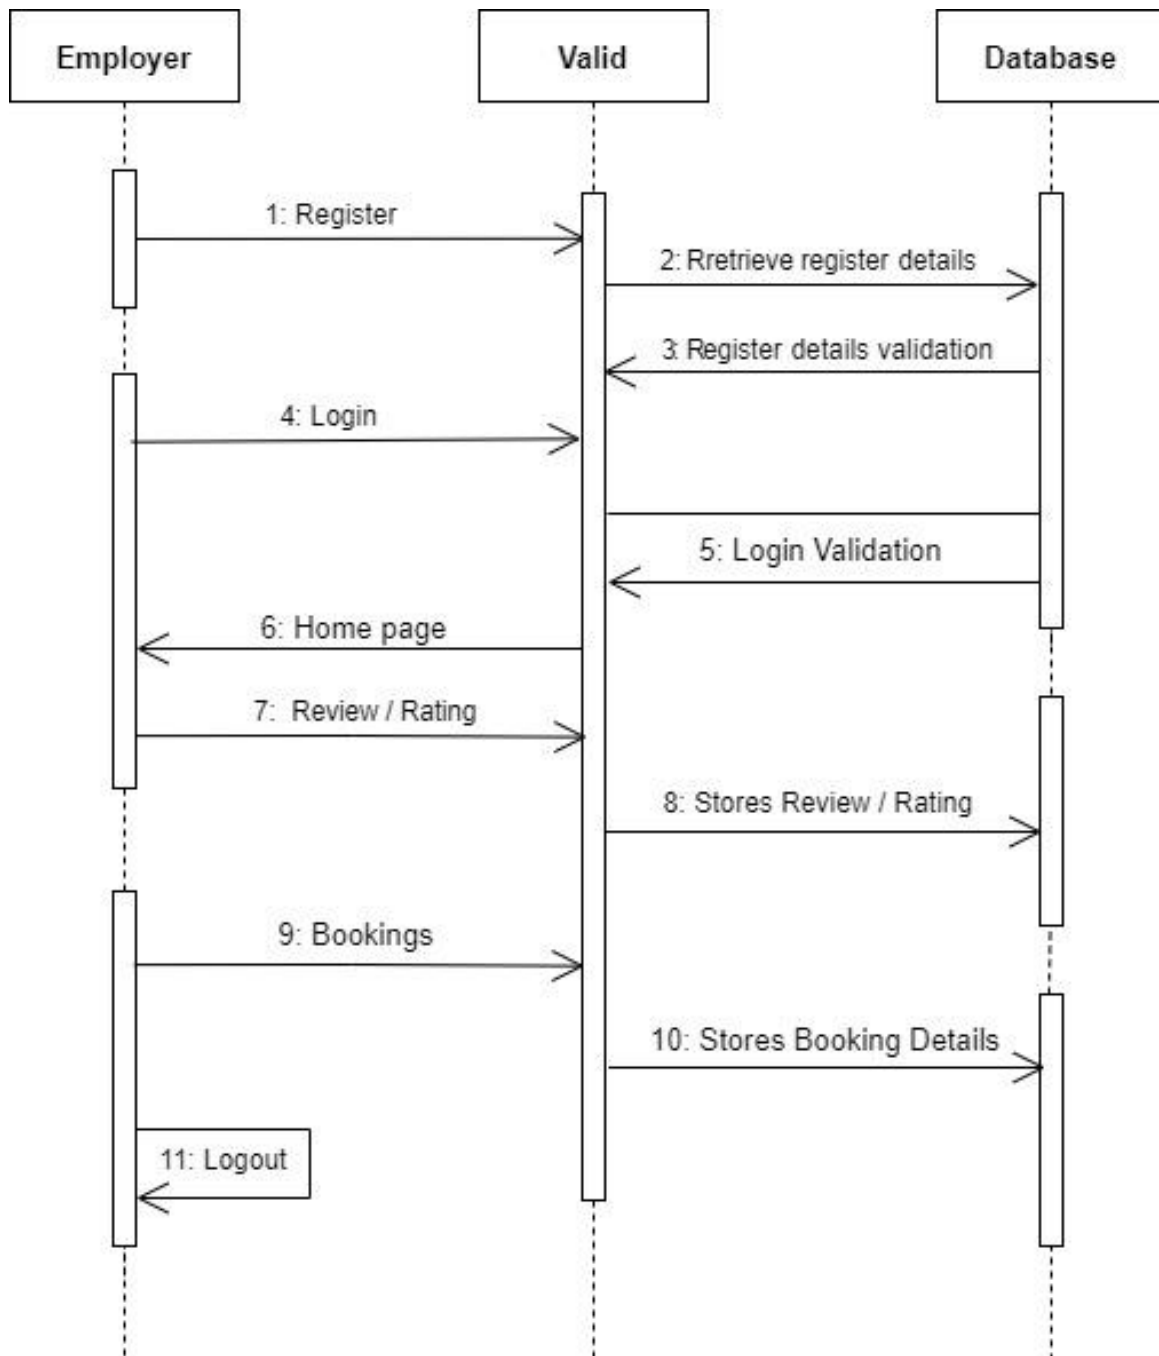 Employer
Valid
Database
1: Register
2: Rretrieve register details
3: Register details validation
4: Login
5: Login Validation
6: Home page
7: Review / Rating
8: Stores Review / Rating
9: Bookings
10: Stores Booking Details
11: Logout